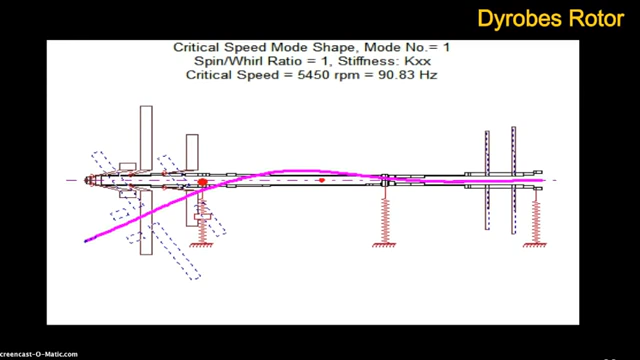 Dyrobes Rotor
Critical Speed Mode Shape, Mode No.= 1
Spin/Whirl Ratio = 1, Stiffness: Kxx
Critical Speed = 5450 rpm = 90.83 Hz
creencast-O-Matic.com